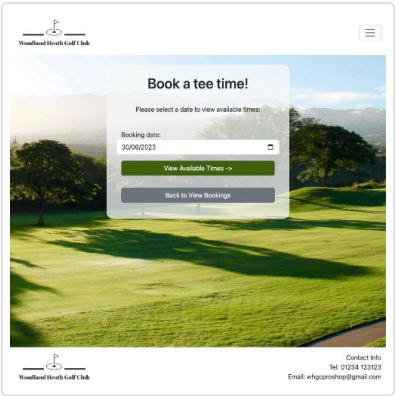 Woodland Heath Golf Club
Book a tee time!
Please select a date to view available times:
Booking date:
30/06/2023
View Available Times ->
Back to View Bookings
Woodland Heath Golf Club
Contact Info
Tel: 01234 123123
Email: whgcproshop@gmail.com